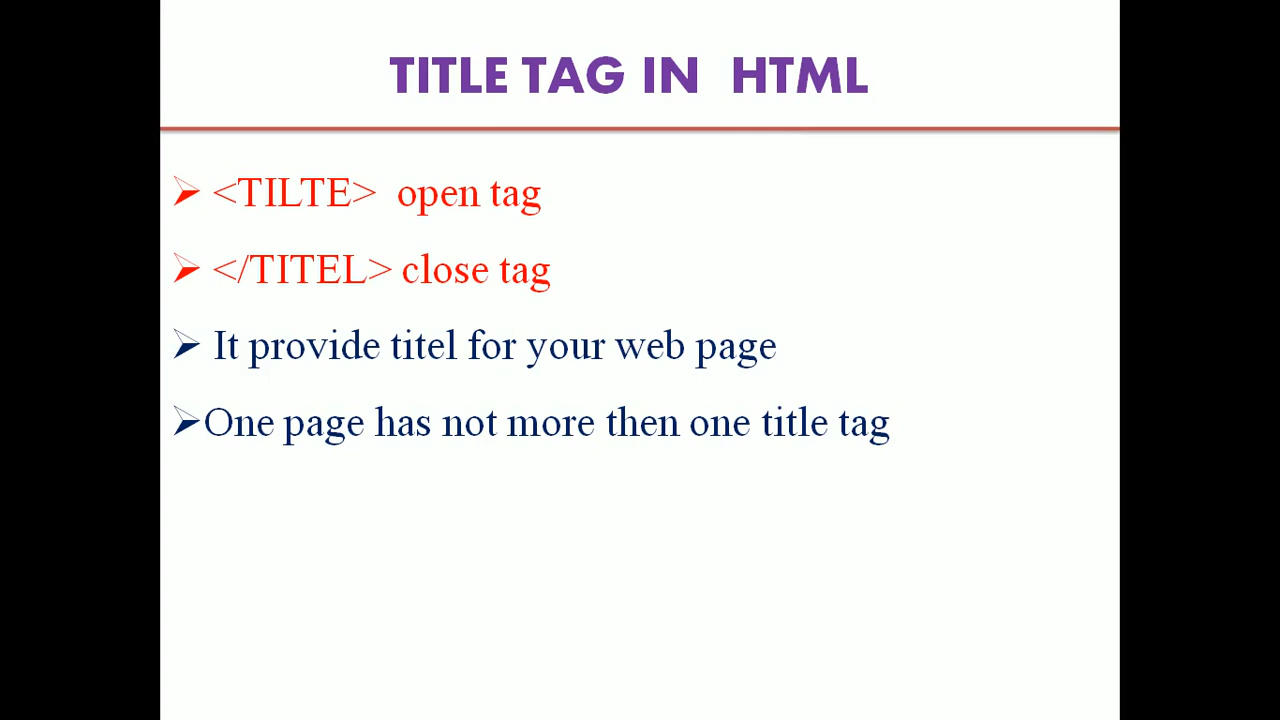 TITLE TAG IN HTML
<TILTE> open tag
</TITEL> close tag
It provide titel for your web page
One page has not more then one title tag